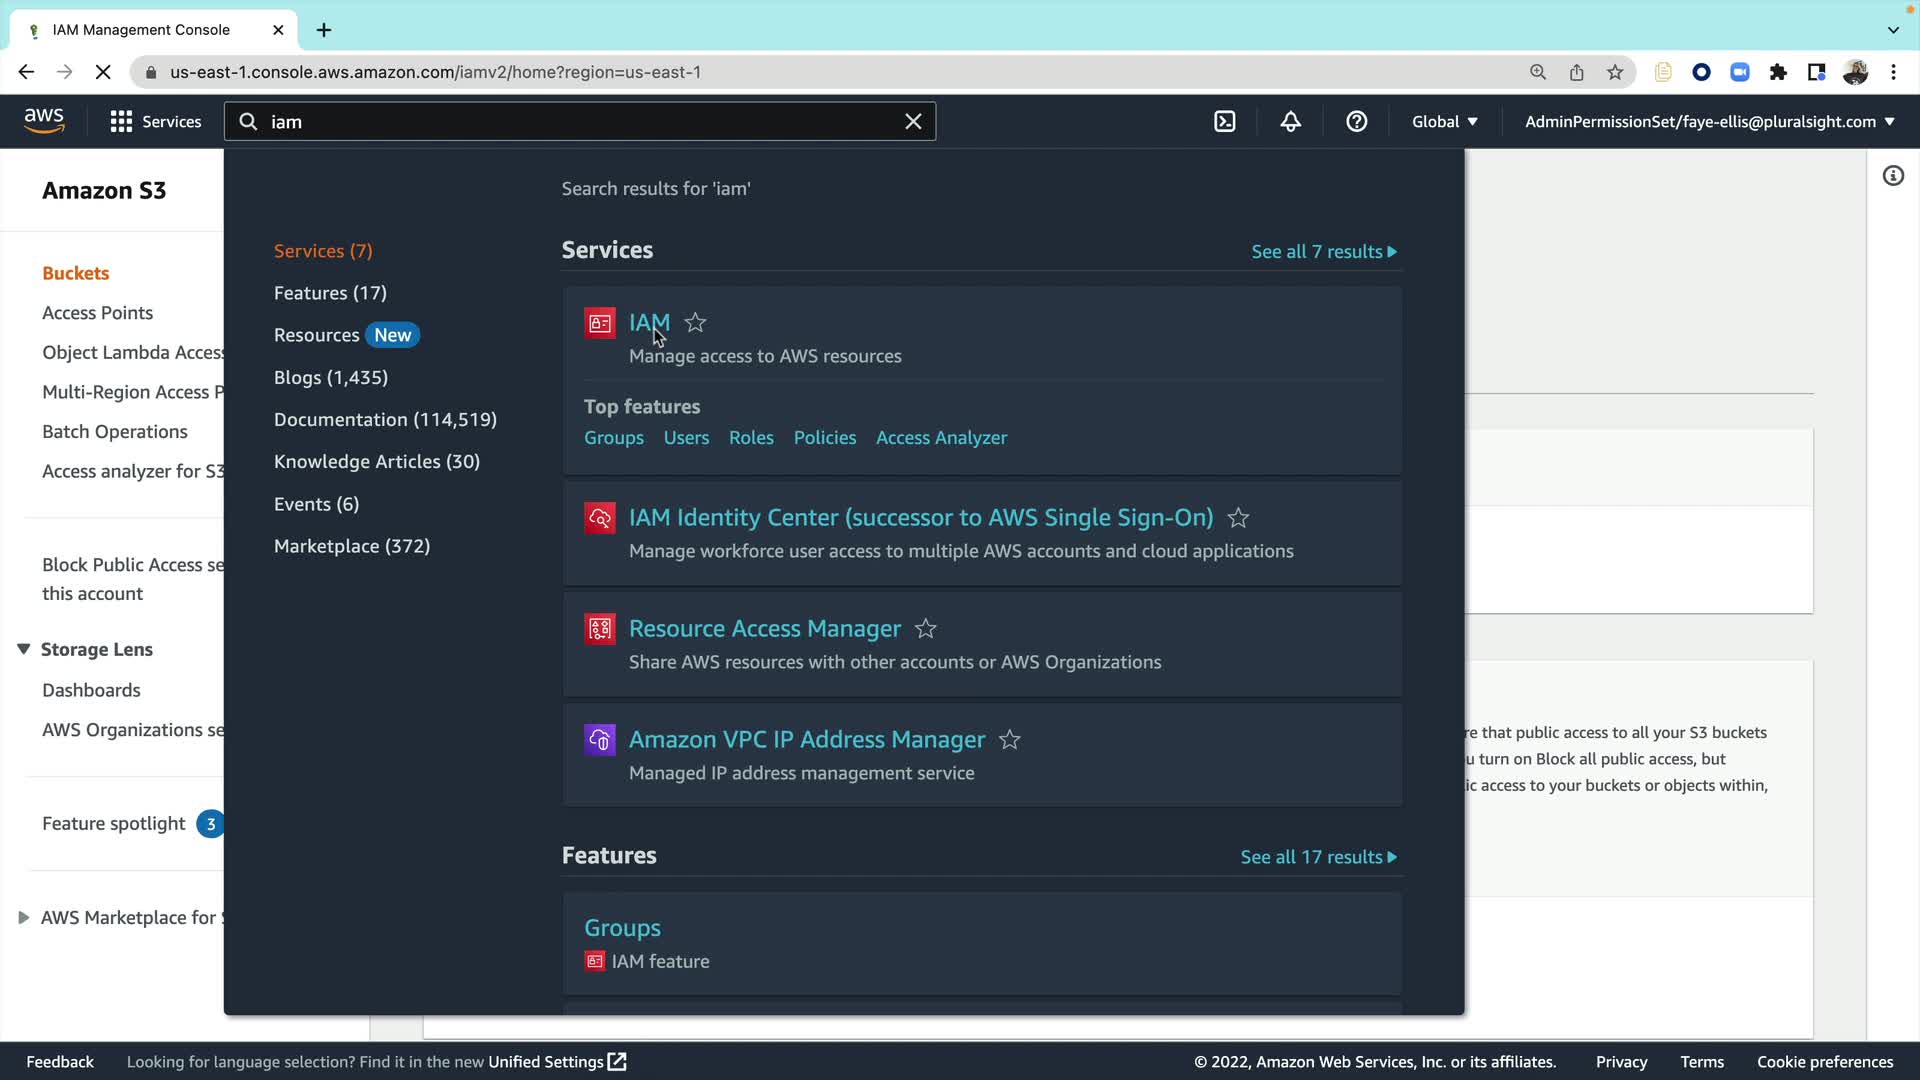 IAM Management Console
us-east-1.console.aws.amazon.com/iamv2/home?region=us-east-1
aws
Services
iam
Global
AdminPermissionSet/faye-ellis@pluralsight.com
Amazon S3
Buckets
Access Points
Object Lambda Access
Multi-Region Access P
Batch Operations
Access analyzer for S3
Block Public Access se
this account
Storage Lens
Dashboards
AWS Organizations se
Feature spotlight 3
AWS Marketplace for S
Search results for 'iam'
Services (7)
Features (17)
Resources New
Blogs (1,435)
Documentation (114,519)
Knowledge Articles (30)
Events (6)
Marketplace (372)
Services
See all 7 results
IAM
Manage access to AWS resources
Top features
Groups Users Roles Policies Access Analyzer
IAM Identity Center (successor to AWS Single Sign-On)
Manage workforce user access to multiple AWS accounts and cloud applications
Resource Access Manager
Share AWS resources with other accounts or AWS Organizations
Amazon VPC IP Address Manager
Managed IP address management service
Features
See all 17 results
Groups
IAM feature
re that public access to all your S3 buckets
u turn on Block all public access, but
ic access to your buckets or objects within,
Feedback
Looking for language selection? Find it in the new Unified Settings
© 2022, Amazon Web Services, Inc. or its affiliates.
Privacy
Terms
Cookie preferences